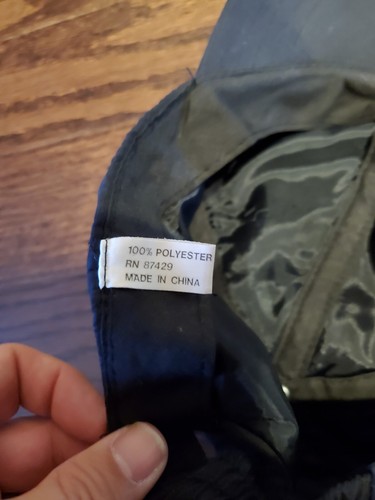 100% POLYESTER
RN 87429
MADE IN CHINA